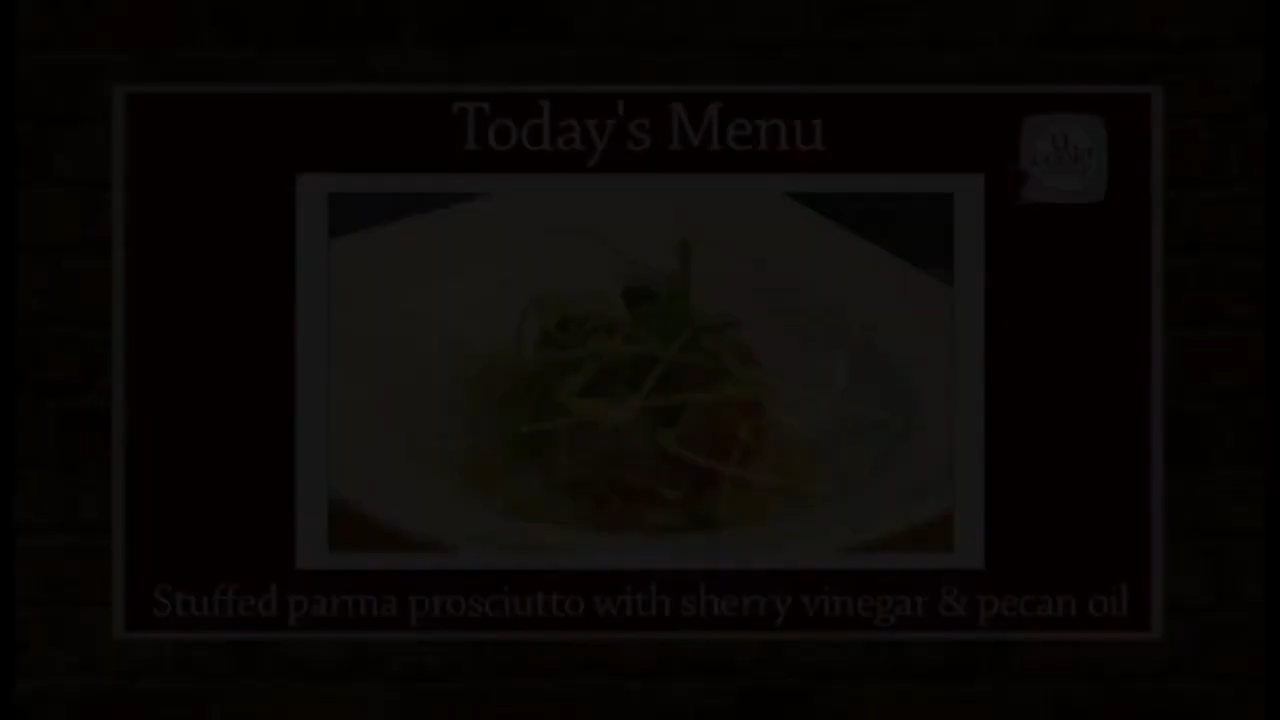 Today's Menu
Stuffed parma prosciutto with sherry vinegar & pecan oil